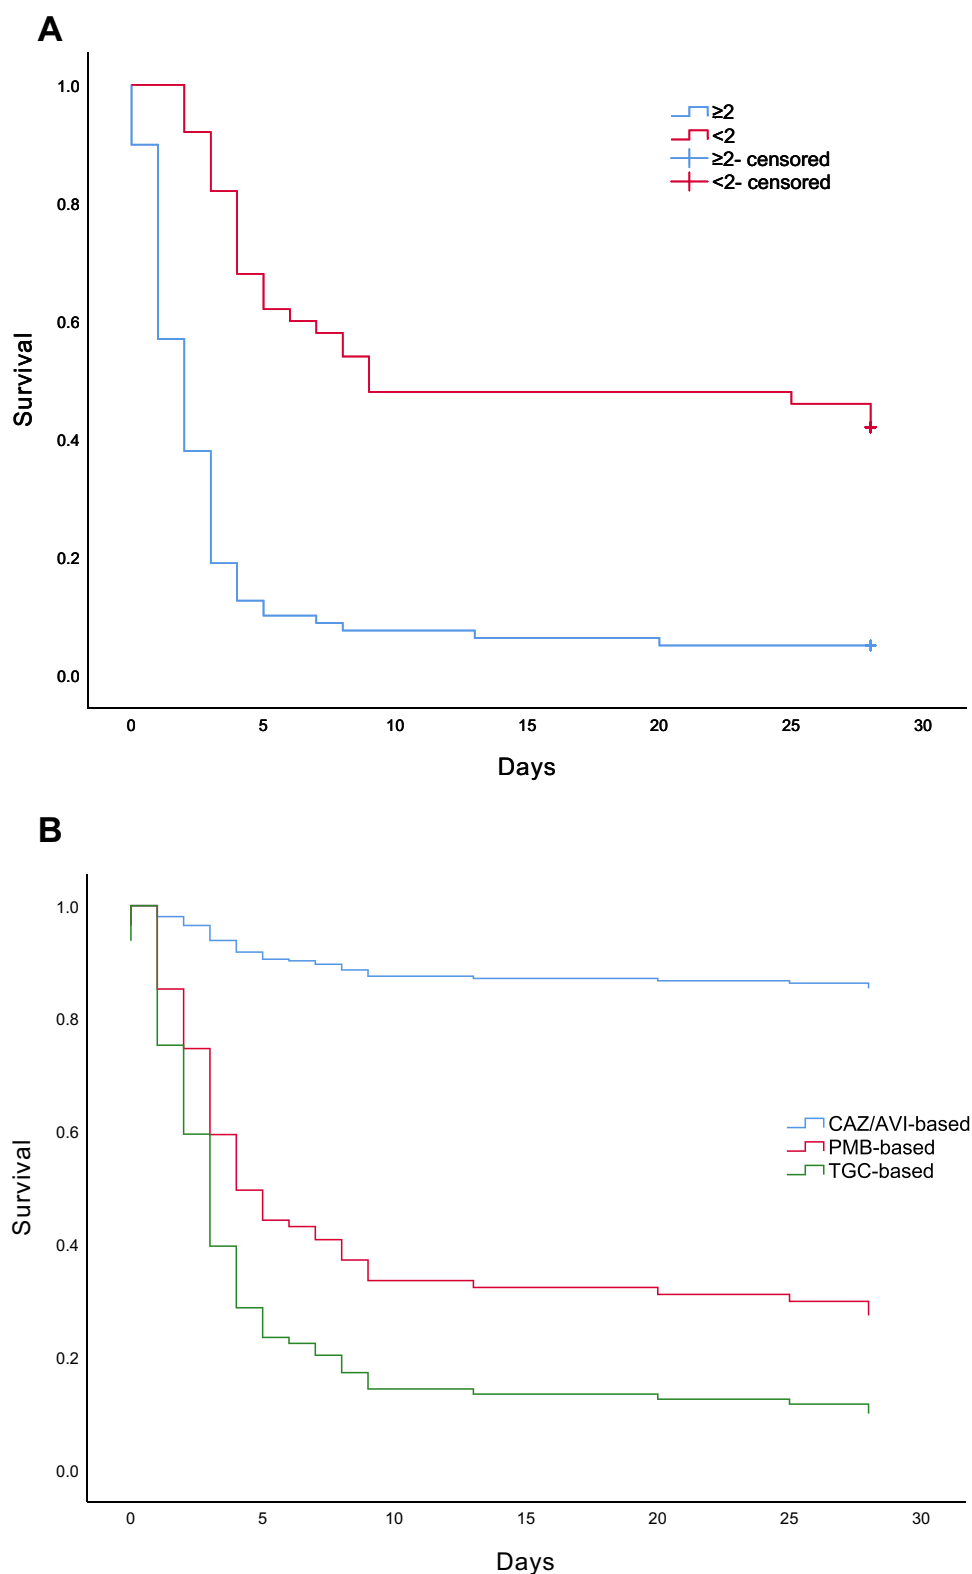 A
1.0
0.8
0.6
0.4
0.2
0.0
Survival
≥2
<2
≥2- censored
<2- censored
0 5 10 15 20 25 30
Days
B
1.0
0.8
0.6
0.4
0.2
0.0
Survival
CAZ/AVI-based
PMB-based
TGC-based
0 5 10 15 20 25 30
Days